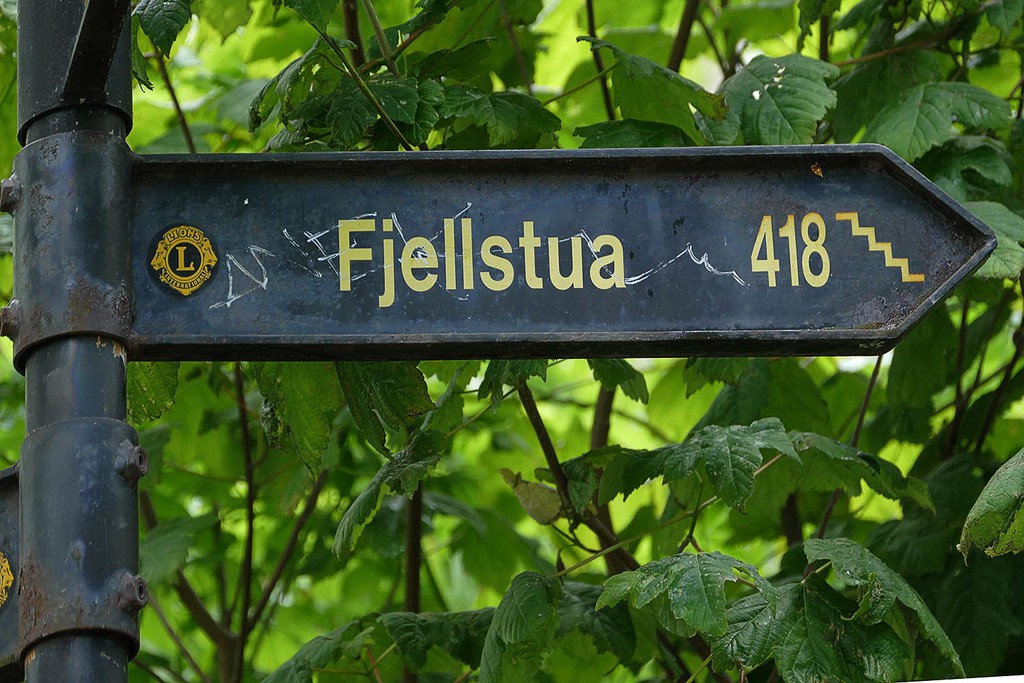 LIONS
L
INTERNATIONAL
Fjellstua 418